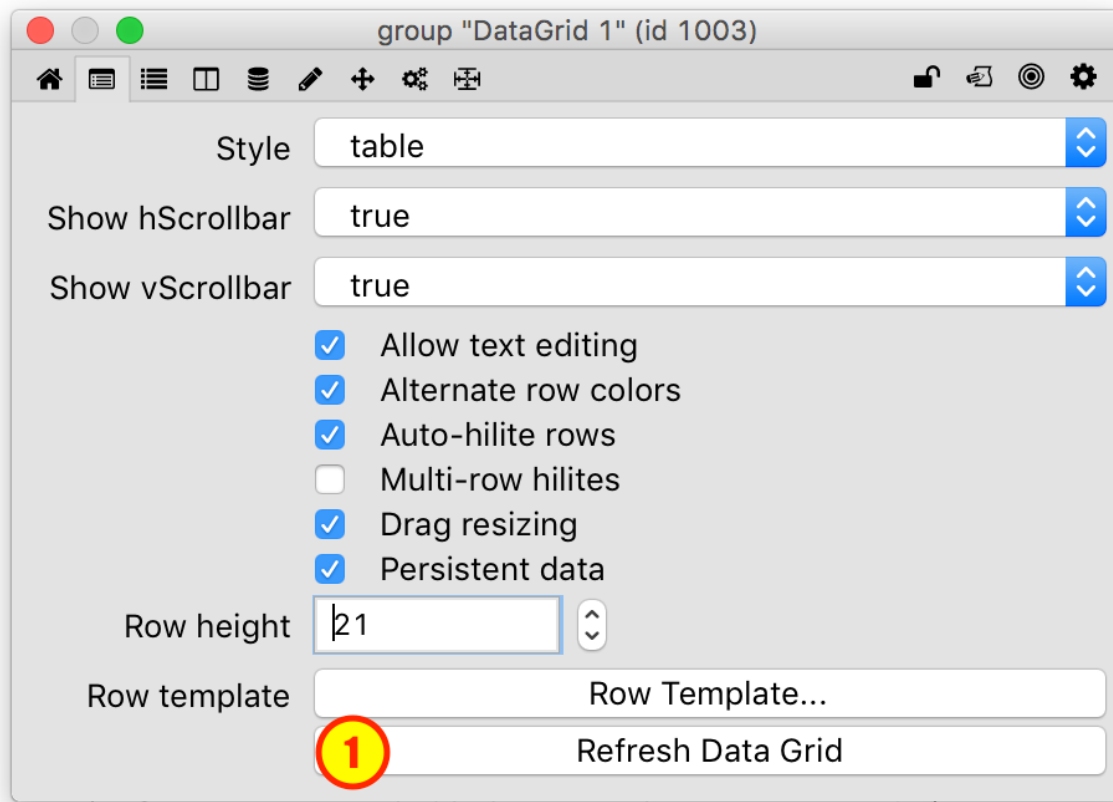 group "DataGrid 1" (id 1003)
Style table
Show hScrollbar true
Show vScrollbar true
Allow text editing
Alternate row colors
Auto-hilite rows
Multi-row hilites
Drag resizing
Persistent data
Row height 21
Row template Row Template...
1 Refresh Data Grid